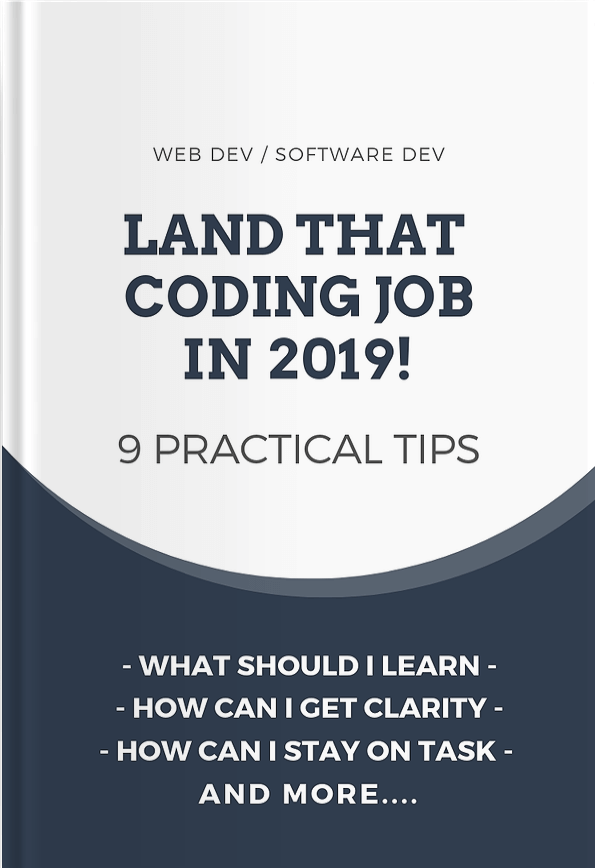 WEB DEV / SOFTWARE DEV
LAND THAT
CODING JOB
IN 2019!
9 PRACTICAL TIPS
- WHAT SHOULD I LEARN -
- HOW CAN I GET CLARITY -
- HOW CAN I STAY ON TASK -
AND MORE....